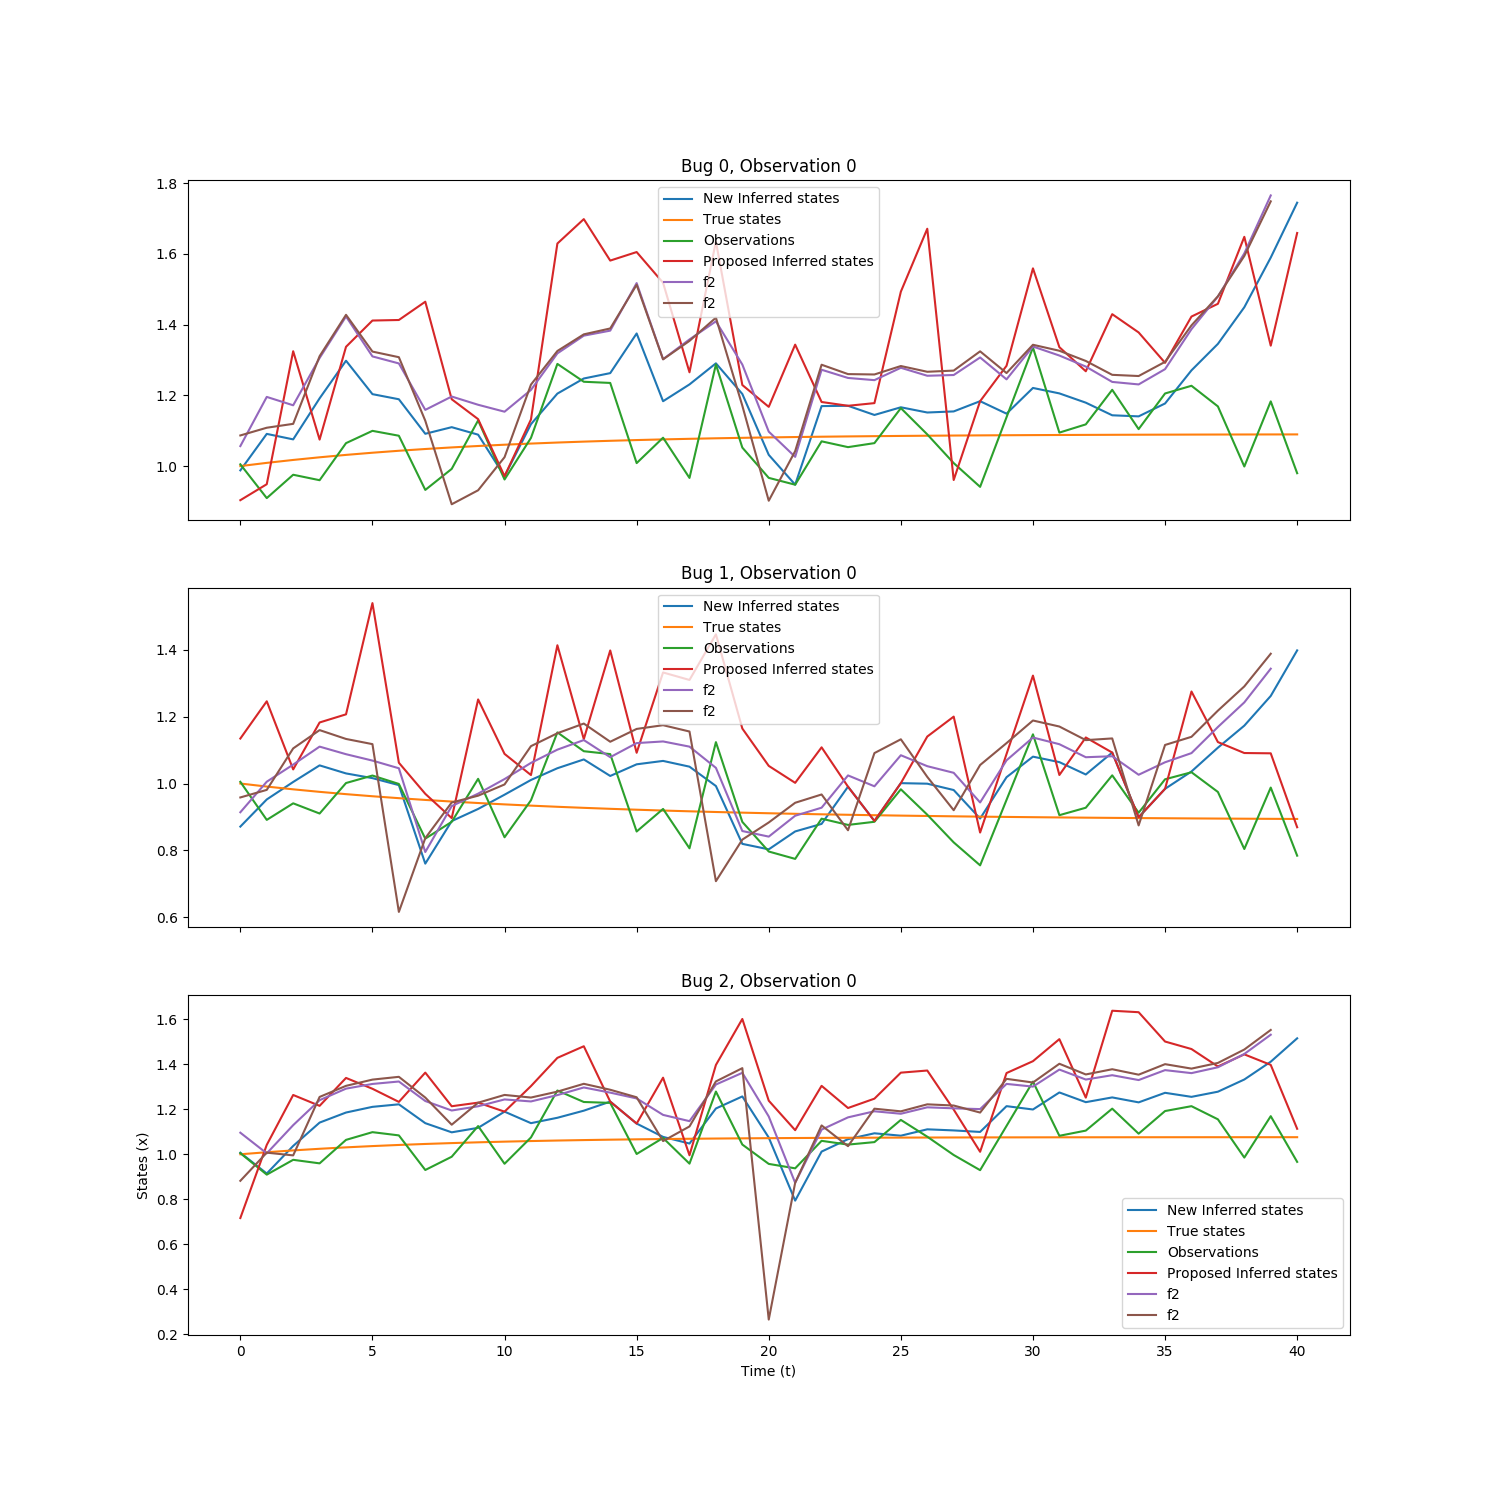 Bug 0, Observation 0
1.8
1.6
1.4
1.2
1.0
New Inferred states
True states
Observations
Proposed Inferred states
f2
f2
Bug 1, Observation 0
1.4
1.2
1.0
0.8
0.6
New Inferred states
True states
Observations
Proposed Inferred states
f2
f2
Bug 2, Observation 0
States (x)
1.6
1.4
1.2
1.0
0.8
0.6
0.4
0.2
New Inferred states
True states
Observations
Proposed Inferred states
f2
f2
0 5 10 15 20 25 30 35 40
Time (t)